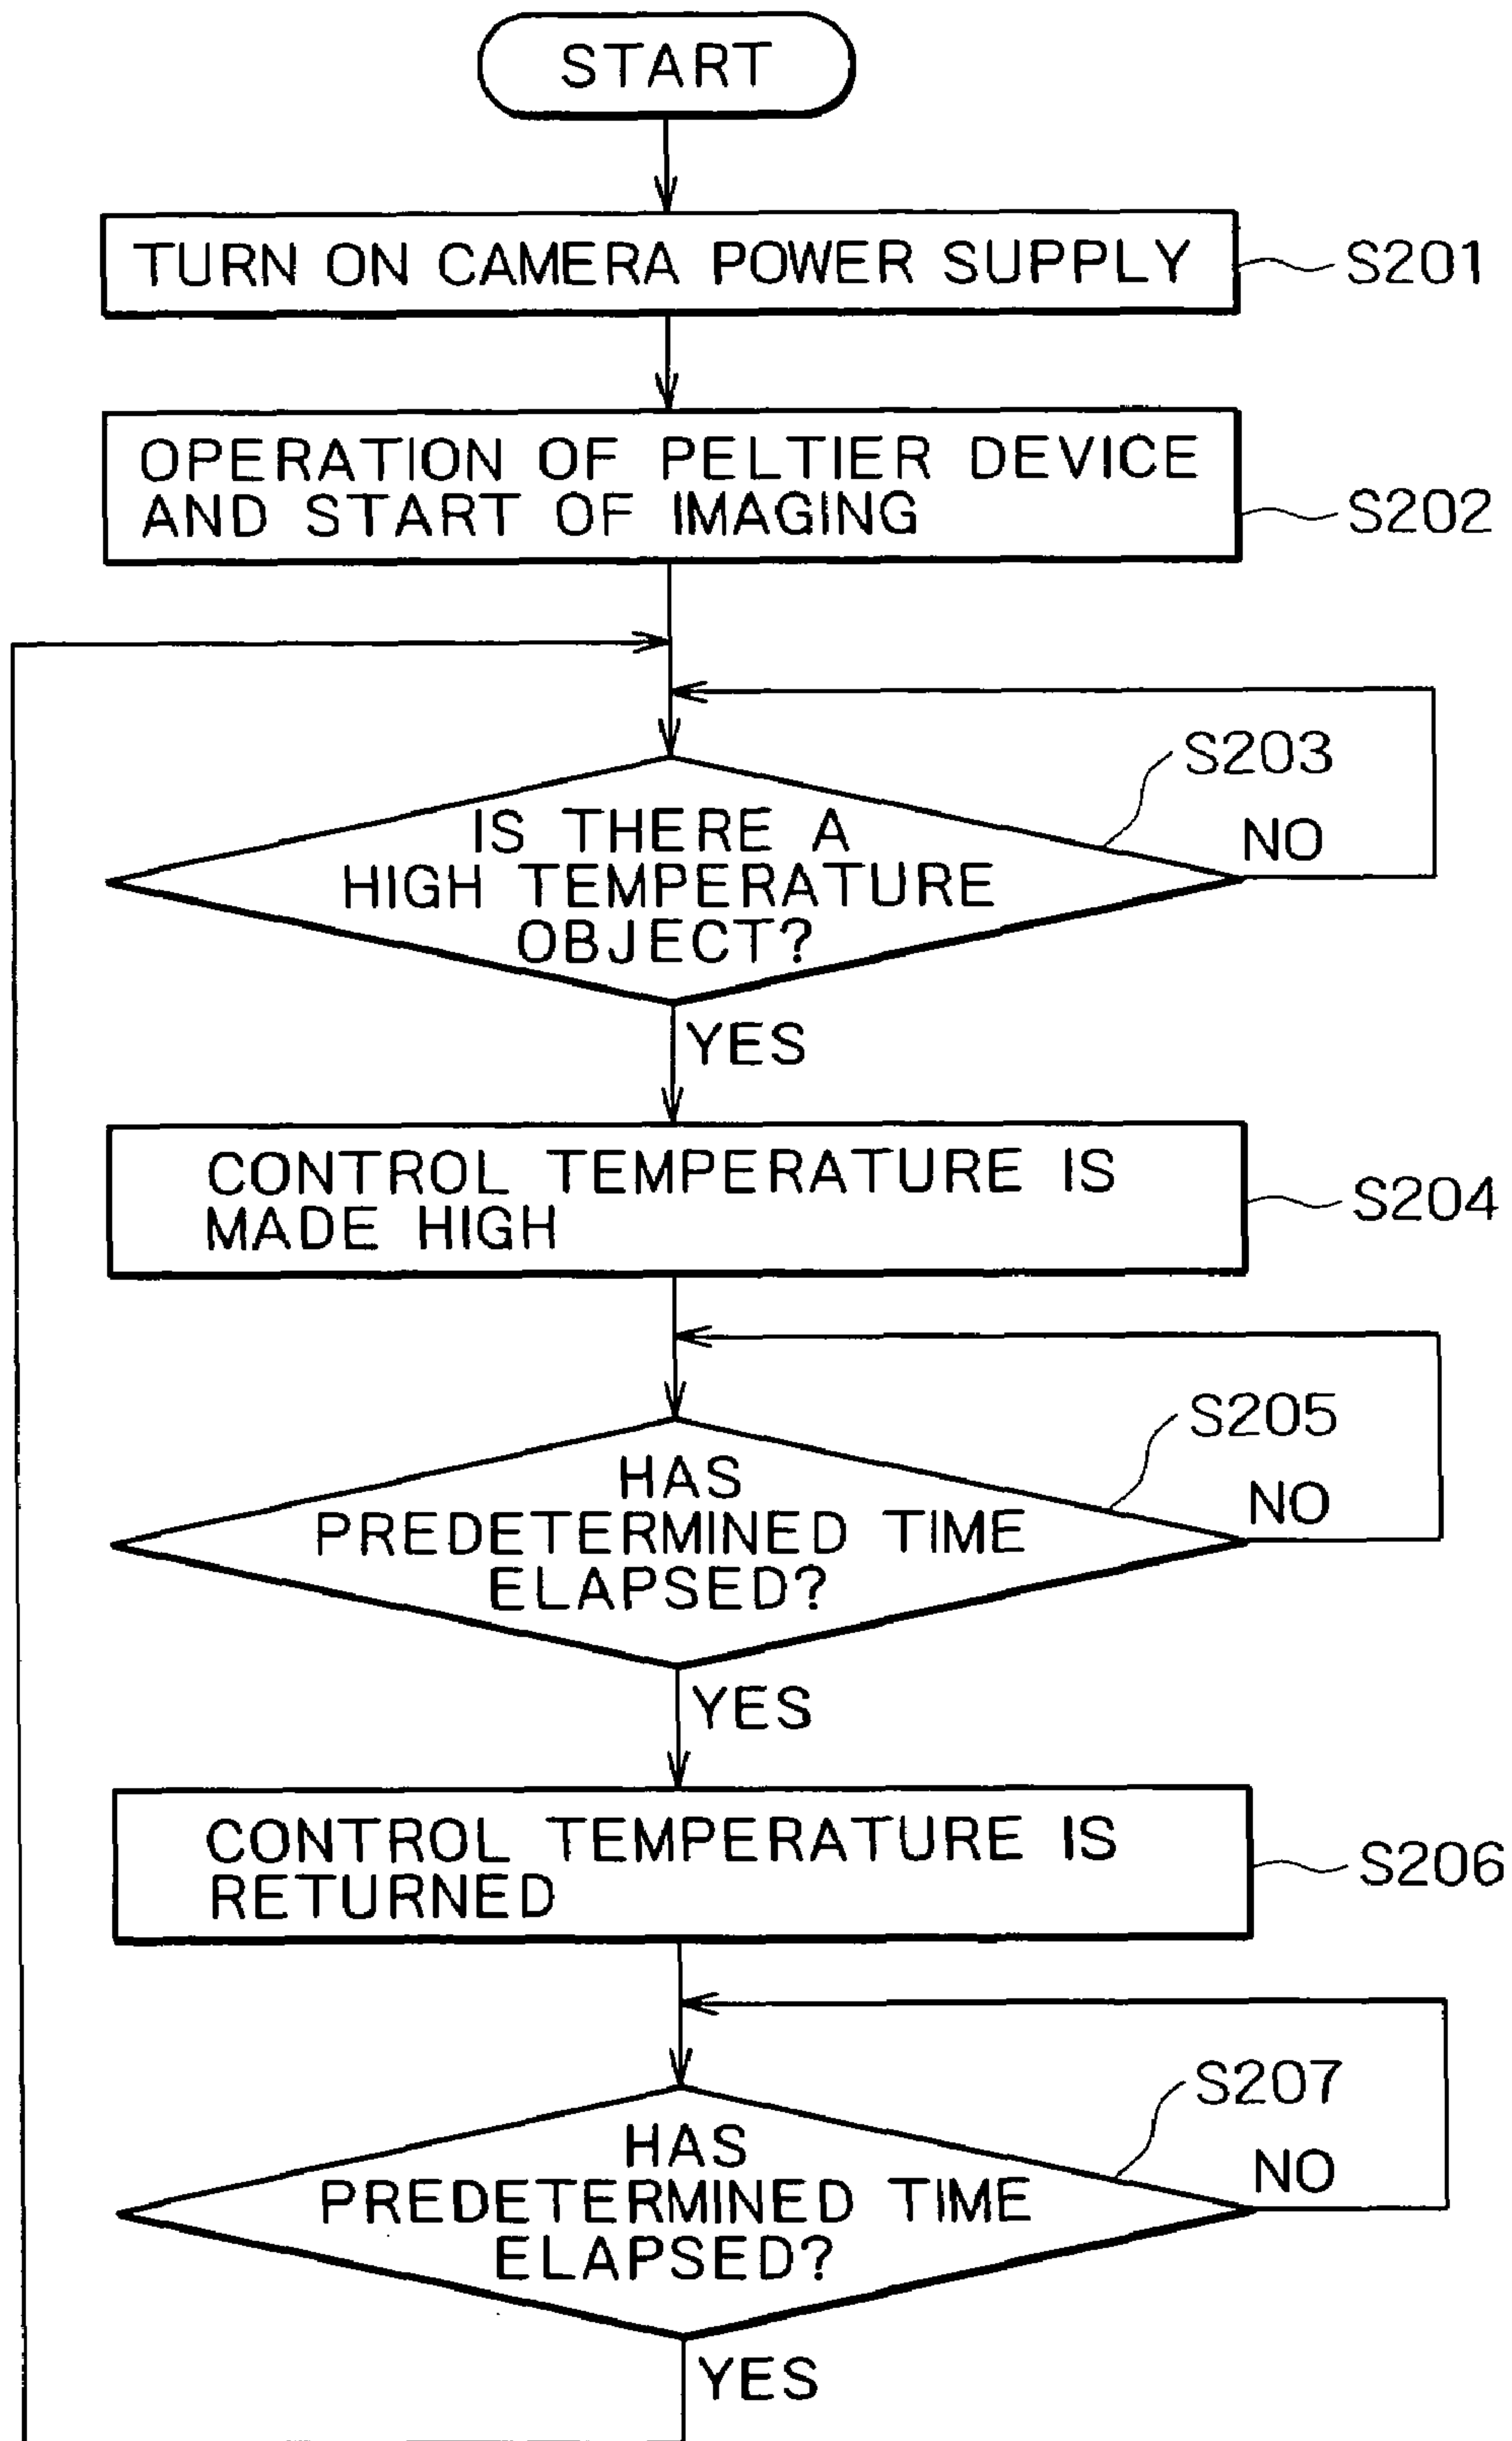 START
TURN ON CAMERA POWER SUPPLY
S201
OPERATION OF PELTIER DEVICE
AND START OF IMAGING
S202
S203
NO
IS THERE A
HIGH TEMPERATURE
OBJECT?
YES
CONTROL TEMPERATURE IS
MADE HIGH
S204
S205
NO
HAS
PREDETERMINED TIME
ELAPSED?
YES
CONTROL TEMPERATURE IS
RETURNED
S206
S207
NO
HAS
PREDETERMINED TIME
ELAPSED?
YES